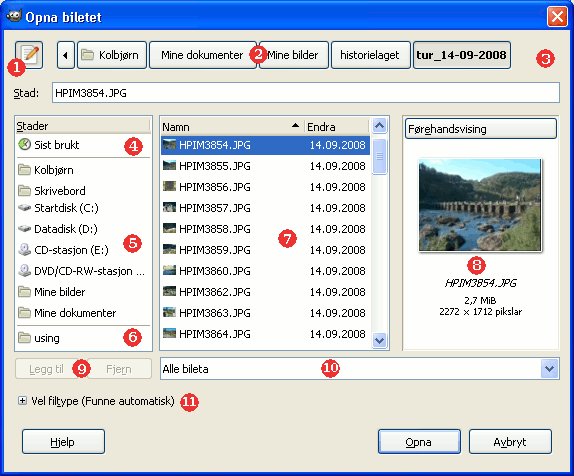 Opna biletet
1
Kolbjørn Mine dokumenter 2 Mine bilder historielaget tur_14-09-2008 3
Stad: HPIM3854.JPG
Stader
Sist brukt 4
Kolbjørn
Skrivebord
Startdisk (C:)
Datadisk (D:)
CD-stasjon (E:) 5
DVD/CD-RW-stasjon ...
Mine bilder
Mine dokumenter
using 6
Namn Endra
HPIM3854.JPG 14.09.2008
HPIM3855.JPG 14.09.2008
HPIM3856.JPG 14.09.2008
HPIM3857.JPG 14.09.2008
HPIM3858.JPG 14.09.2008
HPIM3859.JPG 7 14.09.2008
HPIM3860.JPG 14.09.2008
HPIM3862.JPG 14.09.2008
HPIM3863.JPG 14.09.2008
HPIM3864.JPG 14.09.2008
Førehandsvising
8
HPIM3854.JPG
2,7 MiB
2272 × 1712 pikslar
Legg til 9 Fjern
Alle bileta 10
Vel filtype (Funne automatisk) 11
Hjelp Opna Avbryt